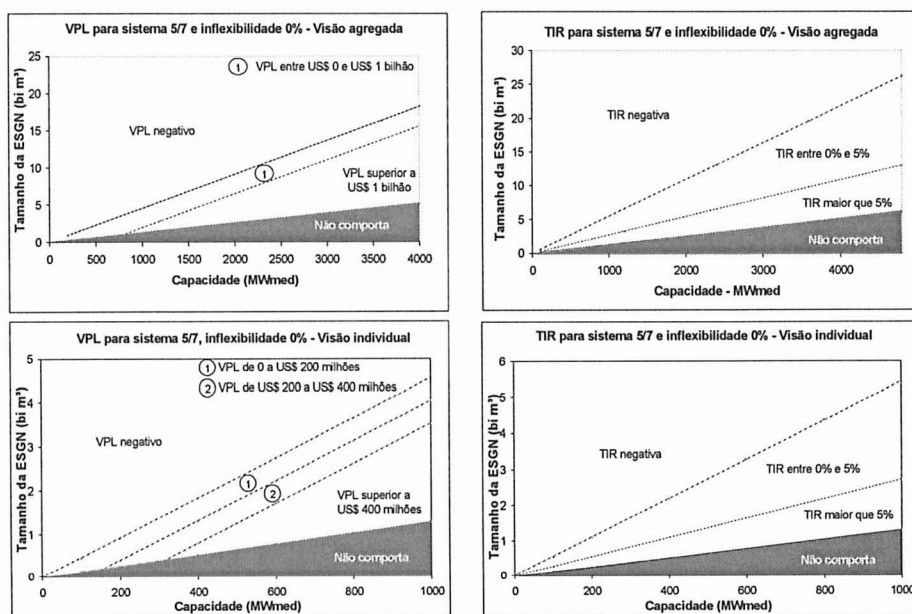 VPL para sistema 5/7 e inflexibilidade 0% - Visão agregada
Tamanho da ESGN (bi m³)
25
20
15
10
5
0
1 VPL entre US$ 0 e US$ 1 bilhão
VPL negativo
1
VPL superior a
US$ 1 bilhão
Não comporta
0 500 1000 1500 2000 2500 3000 3500 4000
Capacidade (MWmed)
TIR para sistema 5/7 e inflexibilidade 0% - Visão agregada
Tamanho da ESGN (bi m³)
30
25
20
15
10
5
0
TIR negativa
TIR entre 0% e 5%
TIR maior que 5%
Não comporta
1000 2000 3000 4000
Capacidade - MWmed
VPL para sistema 5/7, inflexibilidade 0% - Visão individual
Tamanho da ESGN (bi m³)
5
4
3
2
1
0
1 VPL de 0 a US$ 200 milhões
2 VPL de US$ 200 a US$ 400 milhões
VPL negativo
1
2
VPL superior a
US$ 400 milhões
Não comporta
0 200 400 600 800 1000
Capacidade (MWmed)
TIR para sistema 5/7 e inflexibilidade 0% - Visão individual
Tamanho da ESGN (bi m³)
6
5
4
3
2
1
0
TIR negativa
TIR entre 0% e 5%
TIR maior que 5%
Não comporta
0 200 400 600 800 1000
Capacidade (MWmed)